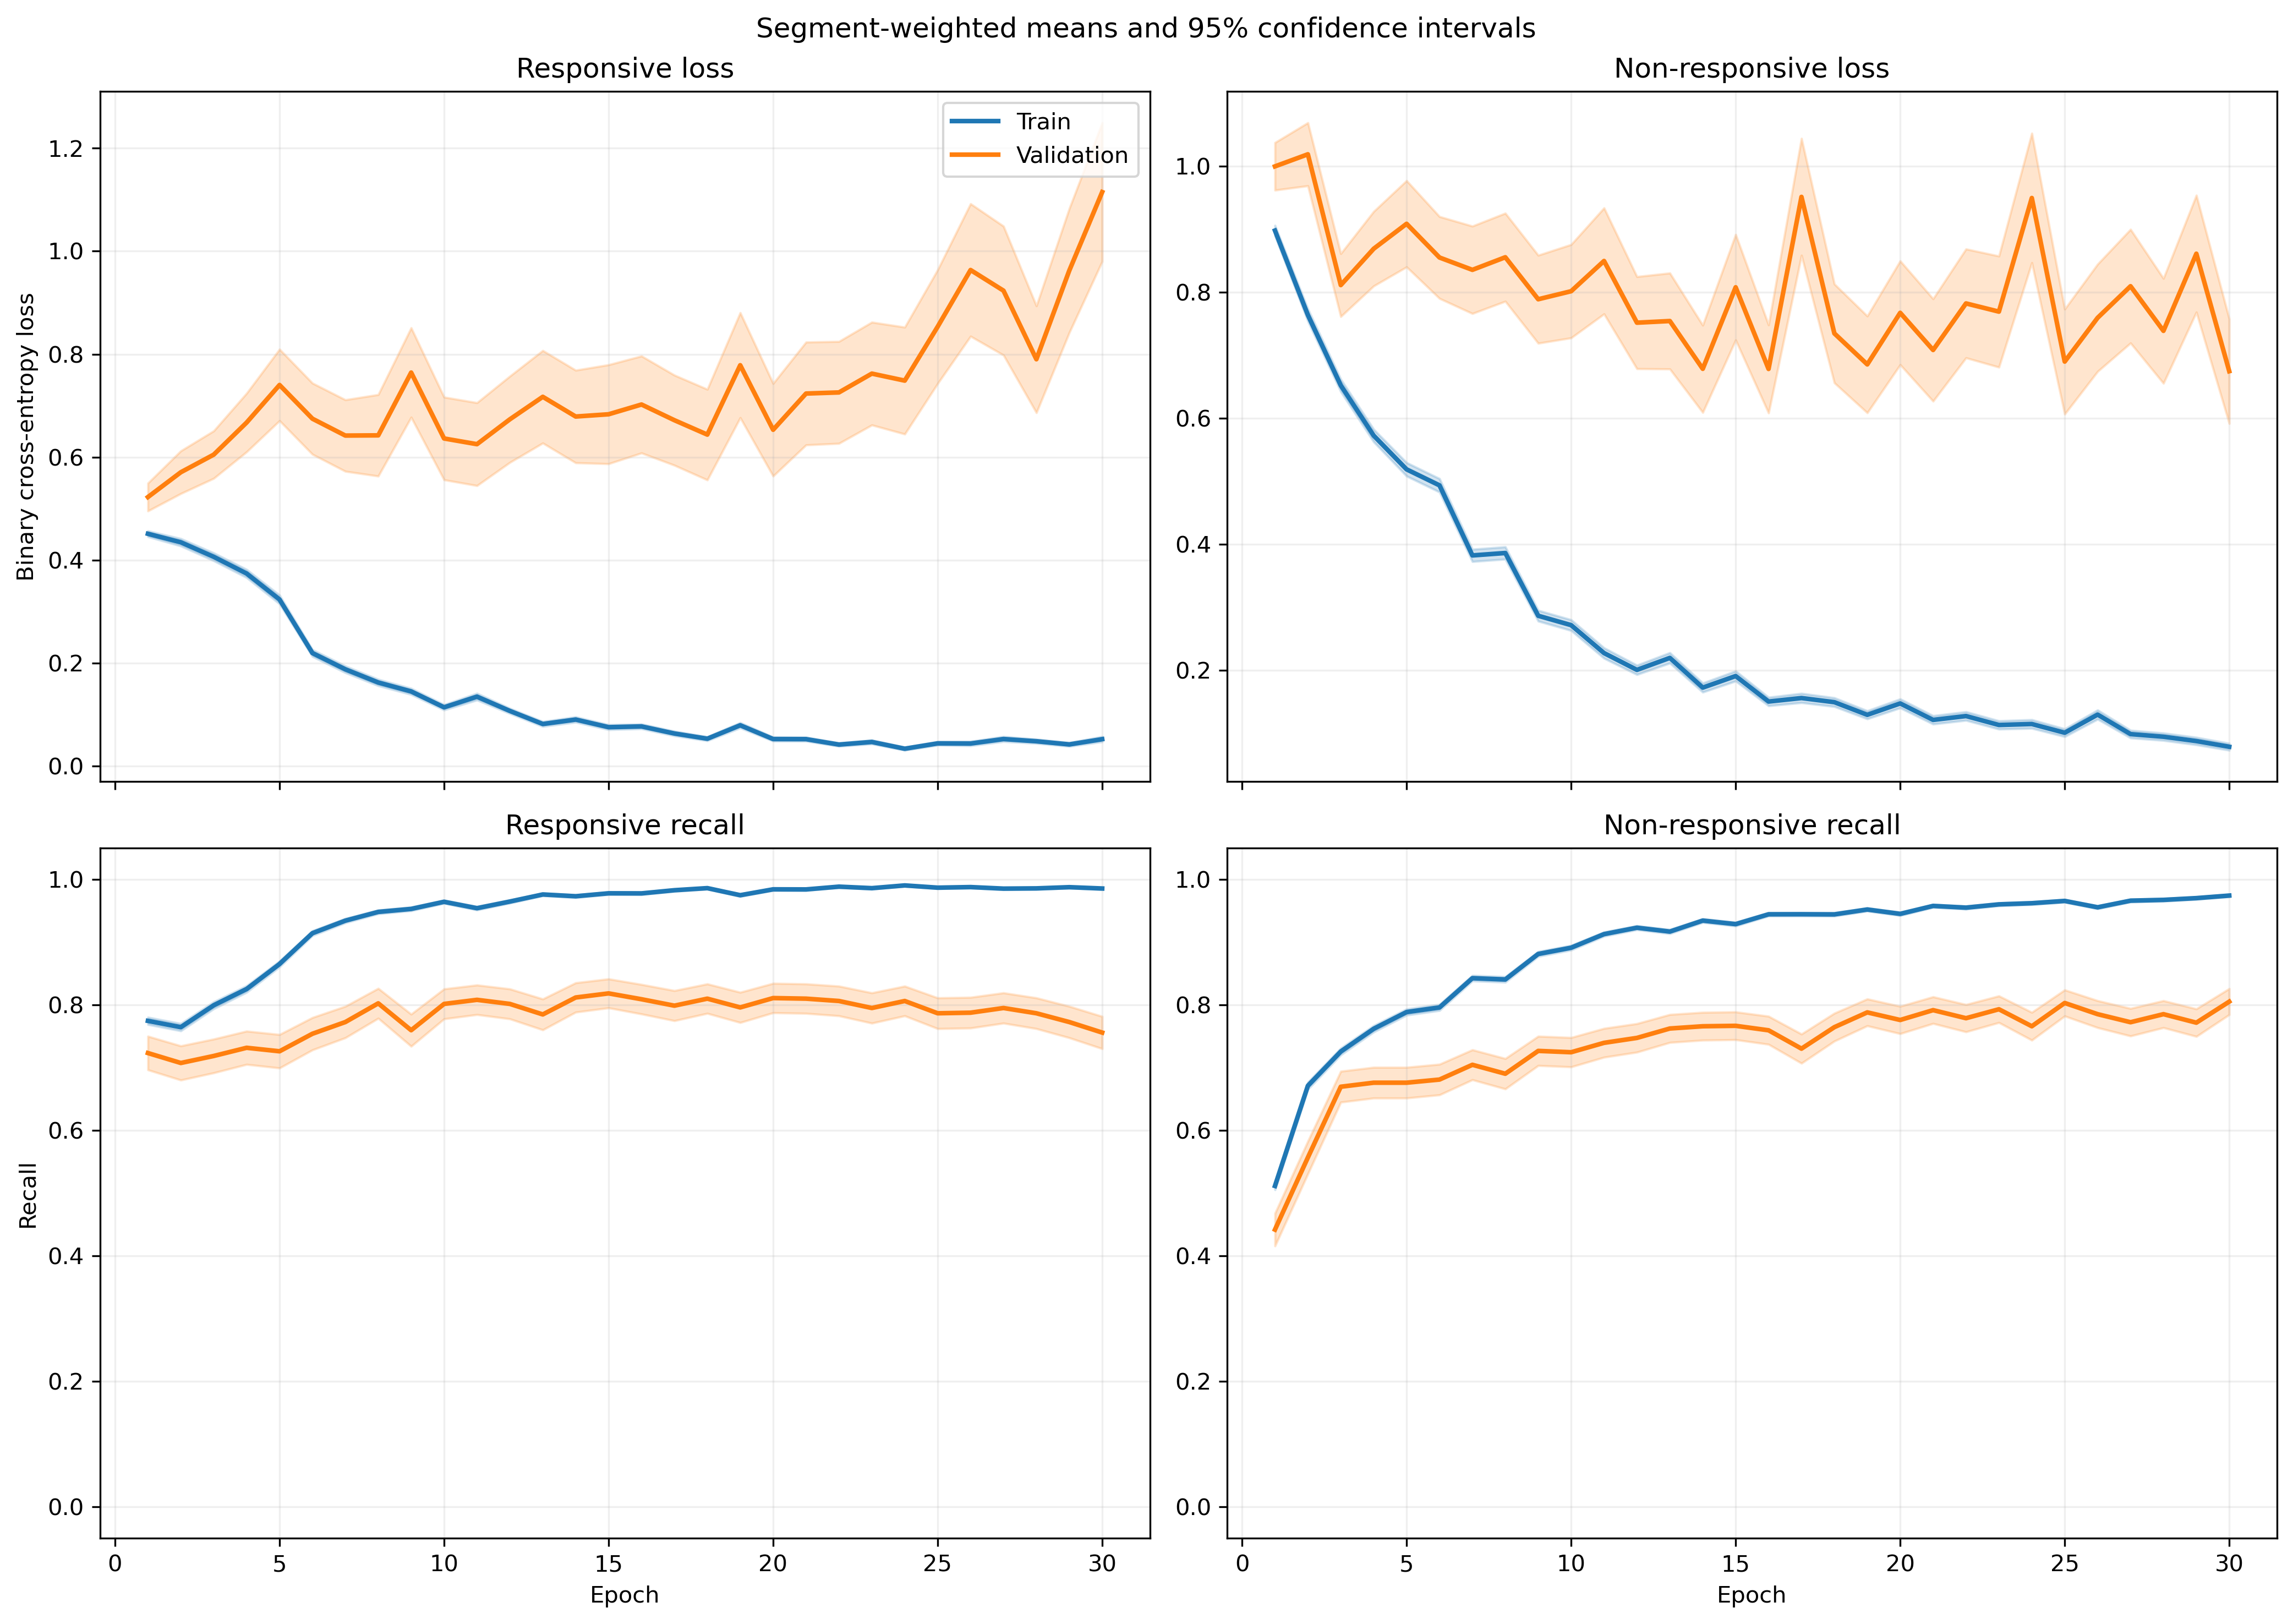 Segment-weighted means and 95% confidence intervals
Responsive loss
Non-responsive loss
Train
Validation
Binary cross-entropy loss
1.2
1.0
0.8
0.6
0.4
0.2
0.0
1.0
0.8
0.6
0.4
0.2
Responsive recall
Non-responsive recall
Recall
1.0
0.8
0.6
0.4
0.2
0.0
0 5 10 15 20 25 30
Epoch
1.0
0.8
0.6
0.4
0.2
0.0
0 5 10 15 20 25 30
Epoch